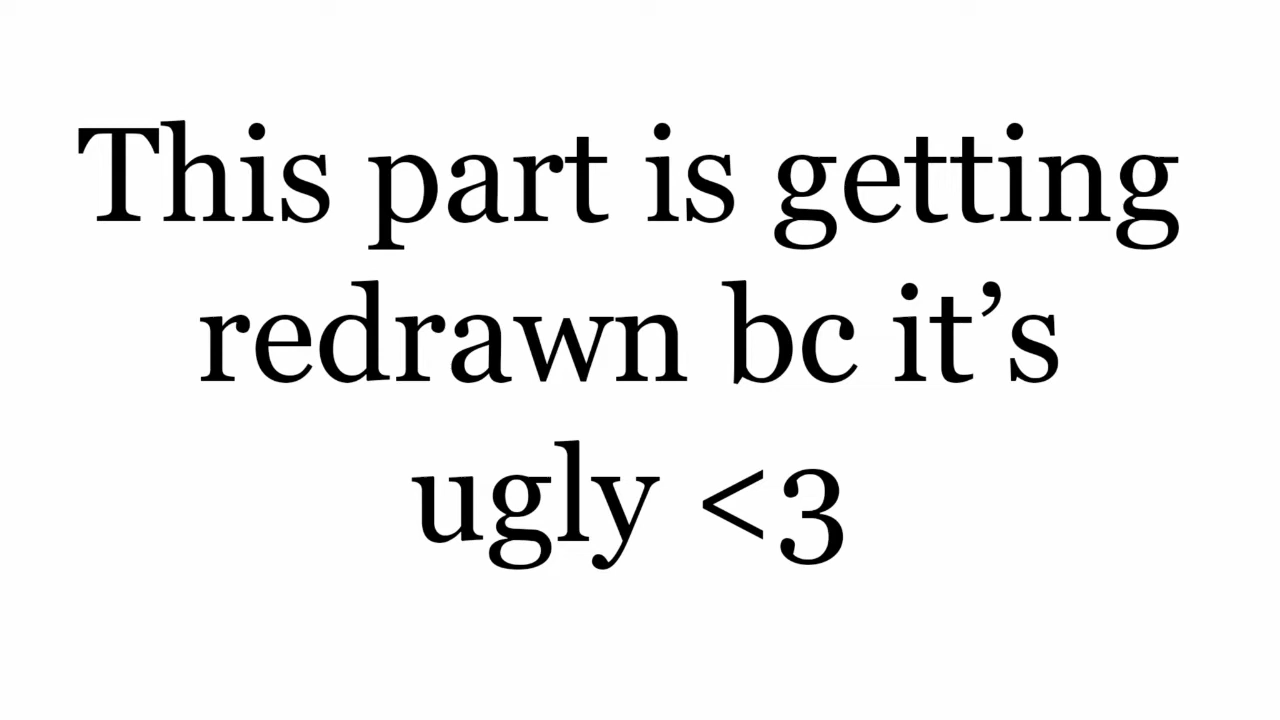 This part is getting
redrawn bc it’s
ugly <3